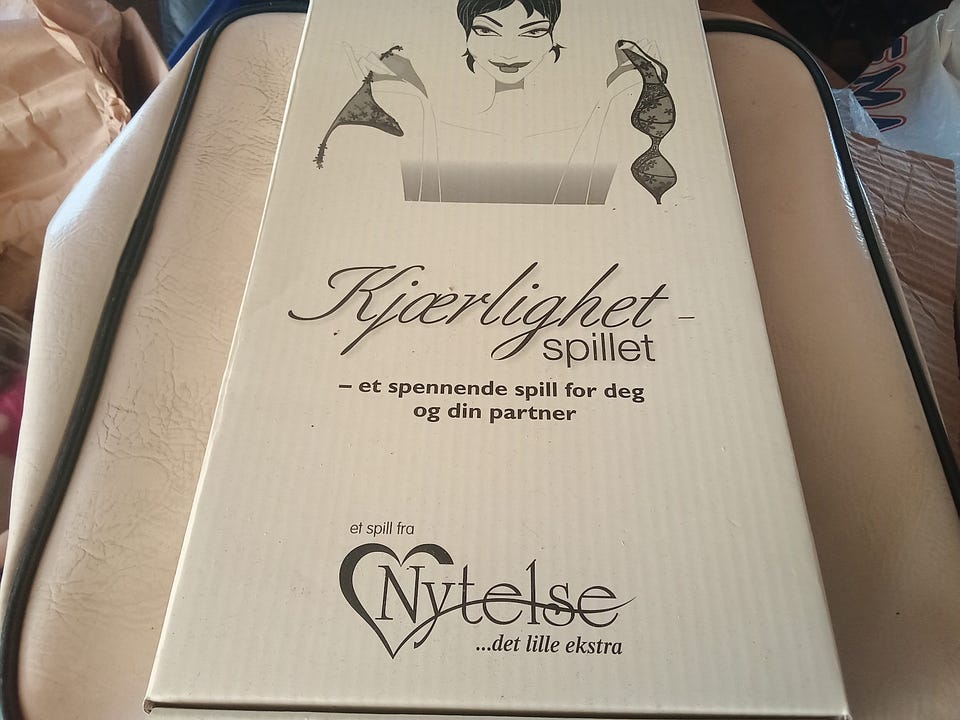 Kjærlighet -
spillet
– et spennende spill for deg
og din partner
et spill fra
Nytelse
...det lille ekstra